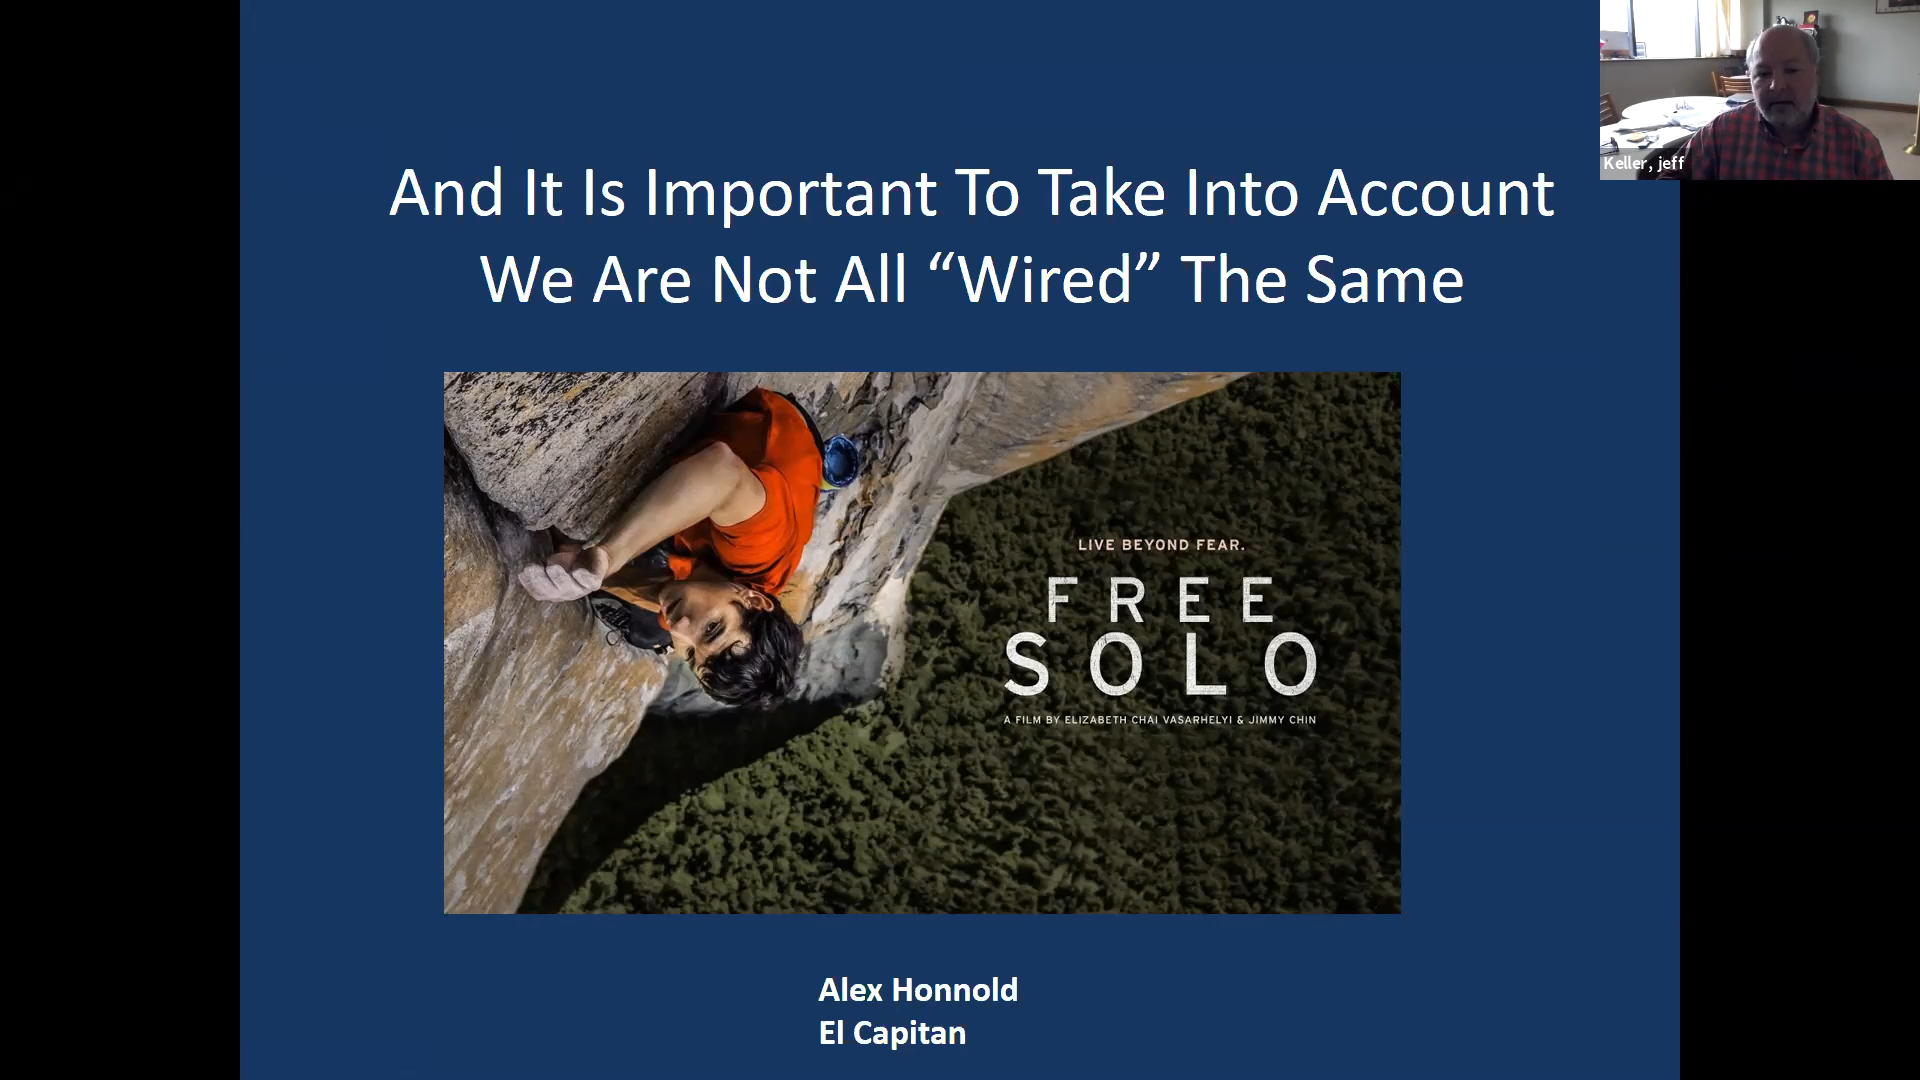 And It Is Important To Take Into Account
We Are Not All “Wired” The Same
Keller, jeff
LIVE BEYOND FEAR.
FREE
SOLO
A FILM BY ELIZABETH CHAI VASARHELYI & JIMMY CHIN
Alex Honnold
El Capitan